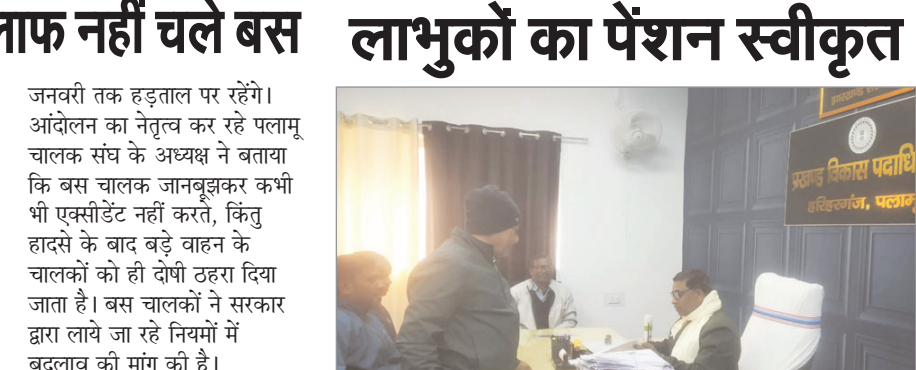 नहीं चले बस
जनवरी तक हड़ताल पर रहेंगे।
आंदोलन का नेतृत्व कर रहे पलामू
चालक संघ के अध्यक्ष ने बताया
कि बस चालक जानबूझकर कभी
भी एक्सीडेंट नहीं करते, किंतु
हादसे के बाद बड़े वाहन के
चालकों को ही दोषी ठहरा दिया
जाता है। बस चालकों ने सरकार
द्वारा लाये जा रहे नियमों में
बदलाव की मांग की है।
लाभुकों का पेंशन स्वीकृत
प्रखण्ड विकास पदाधि
हरिहरगंज, पलामू